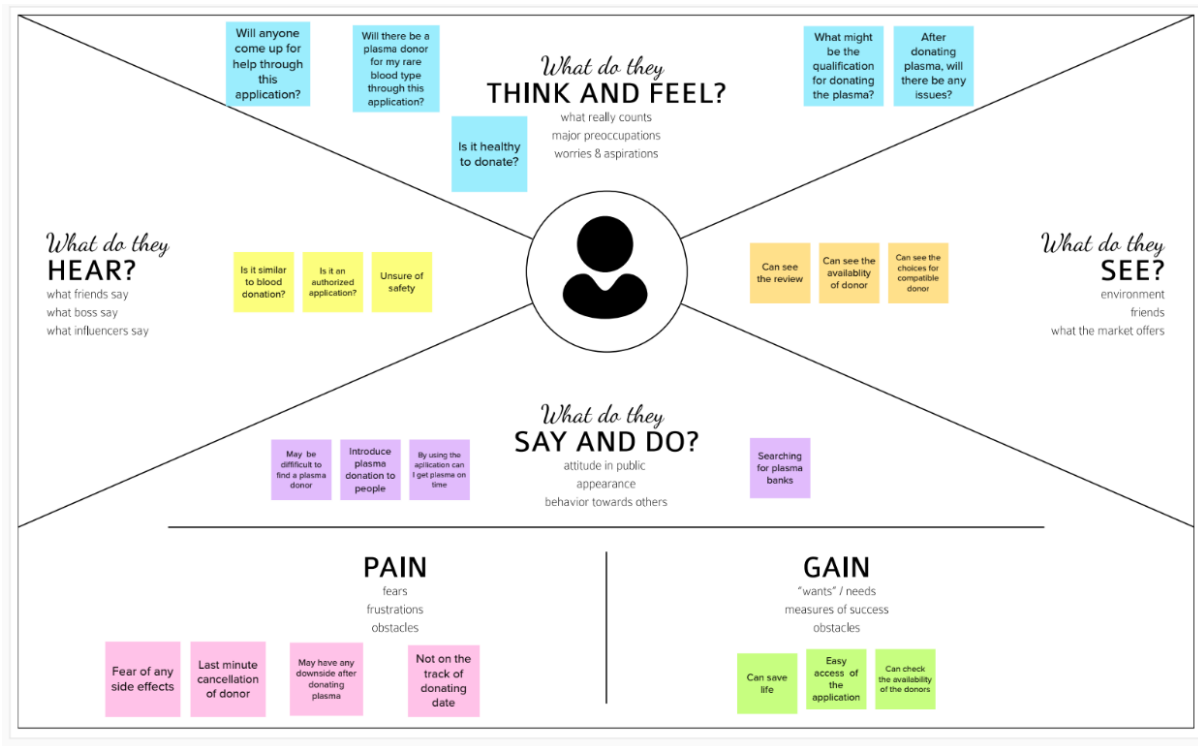 Will anyone
come up for
help through
this
application?
Will there be a
plasma donor
for my rare
blood type
through this
application?
Is it healthy
to donate?
What do they
THINK AND FEEL?
what really counts
major preoccupations
worries & aspirations
What might
be the
qualification
for donating
the plasma?
After
donating
plasma, will
there be any
issues?
What do they
HEAR?
what friends say
what boss say
what influencers say
Is it similar
to blood
donation?
Is it an
authorized
application?
Unsure of
safety
Can see
the review
Can see the
availablity
of donor
Can see the
choices for
compatible
donor
What do they
SEE?
environment
friends
what the market offers
What do they
SAY AND DO?
attitude in public
appearance
behavior towards others
May be
diffificult to
find a plasma
donor
Introduce
plasma
donation to
people
By using the
apllication can
I get plasma on
time
Searching
for plasma
banks
PAIN
fears
frustrations
obstacles
Fear of any
side effects
Last minute
cancellation
of donor
May have any
downside after
donating
plasma
Not on the
track of
donating
date
GAIN
"wants" / needs
measures of success
obstacles
Can save
life
Easy
access of
the
application
Can check
the availability
of the donors